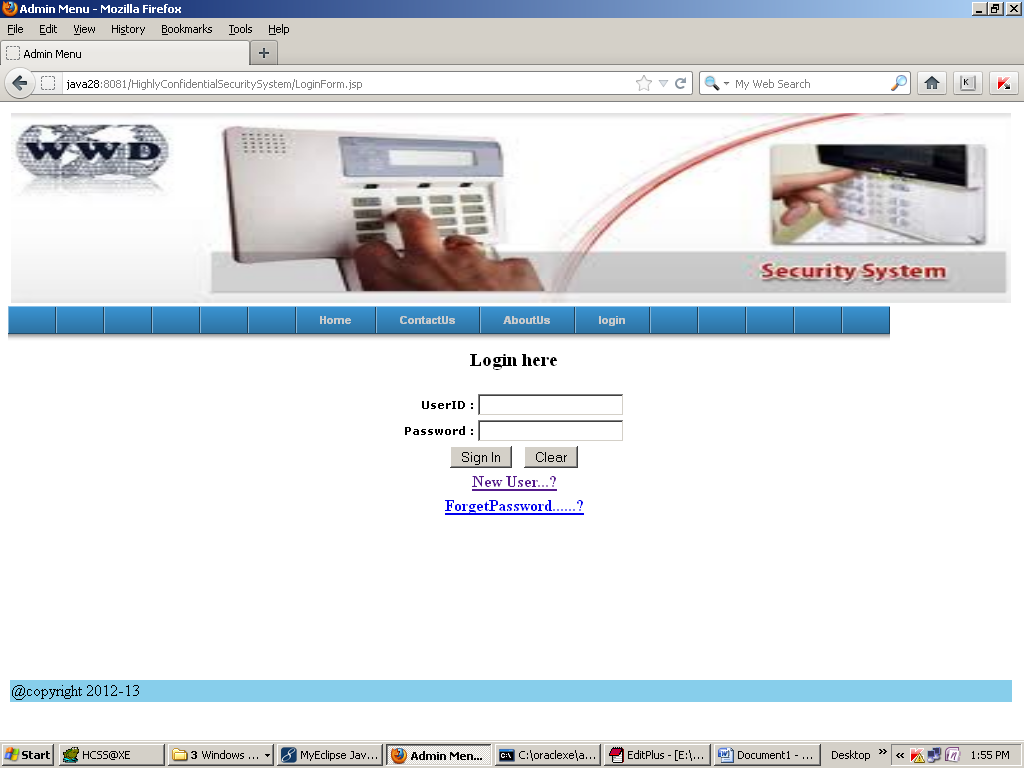 Admin Menu - Mozilla Firefox
File Edit View History Bookmarks Tools Help
Admin Menu +
java28:8081/HighlyConfidentialSecuritySystem/LoginForm.jsp My Web Search
WWD
Security System
Home ContactUs AboutUs login
Login here
UserID :
Password :
Sign In Clear
New User...?
ForgetPassword......?
@copyright 2012-13
Start HCSS@XE 3 Windows ... MyEclipse Jav... Admin Men... C:\oraclexe\a... EditPlus - [E:\... Document1 - ... Desktop » « 1:55 PM